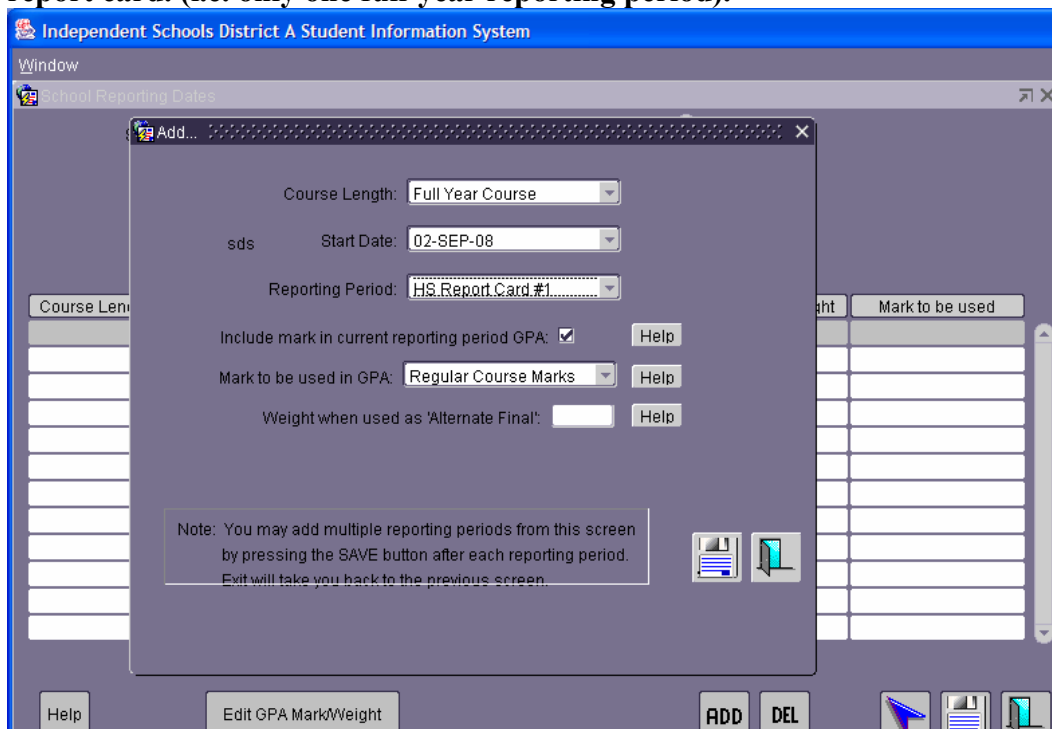 report card. (i.e. only one full year reporting period).
Independent Schools District A Student Information System
Window
School Reporting Dates
Add...
Course Length: Full Year Course
sds Start Date: 02-SEP-08
Reporting Period: HS Report Card #1
Course Len ht Mark to be used
Include mark in current reporting period GPA: Help
Mark to be used in GPA: Regular Course Marks Help
Weight when used as 'Alternate Final': Help
Note: You may add multiple reporting periods from this screen
by pressing the SAVE button after each reporting period.
Exit will take you back to the previous screen.
Help Edit GPA Mark/Weight ADD DEL